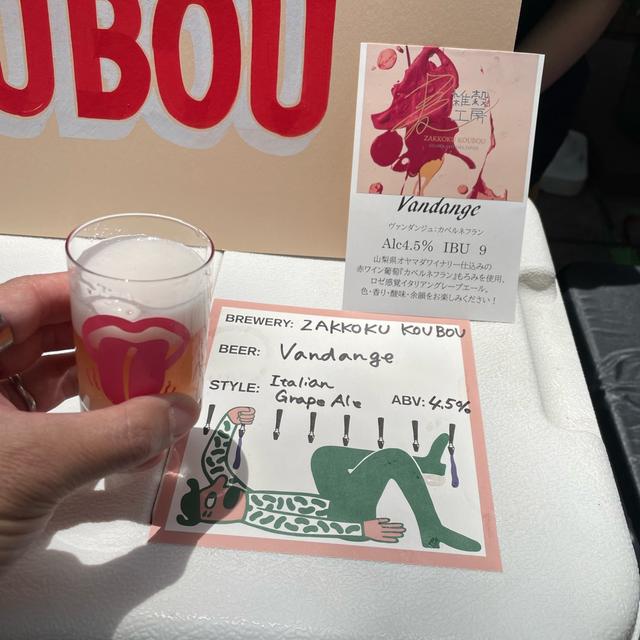 UBOU
雑穀
工房
ZAKKOKU KOUBOU
Vandange
ヴァンダンジュ:カベルネフラン
Alc4.5% IBU 9
山梨県オヤマダワイナリー仕込みの
赤ワイン葡萄『カベルネフラン』もろみを使用、
ロゼ感覚イタリアングレープエール。
色・香り・酸味・余韻をお楽しみください!
BREWERY: ZAKKOKU KOUBOU
BEER: Vandange
STYLE: Italian
Grape Ale ABV: 4.5%